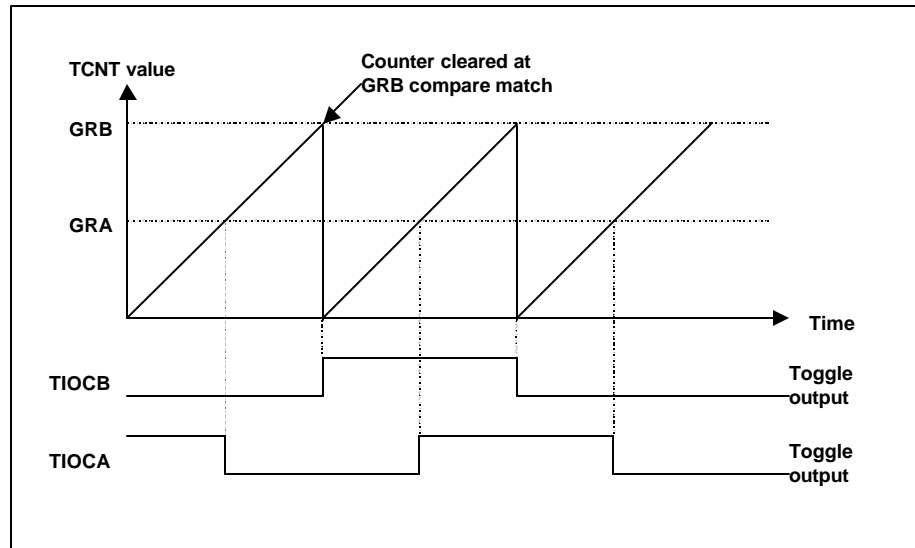 Counter cleared at
GRB compare match
TCNT value
GRB
GRA
Time
TIOCB
Toggle
output
TIOCA
Toggle
output